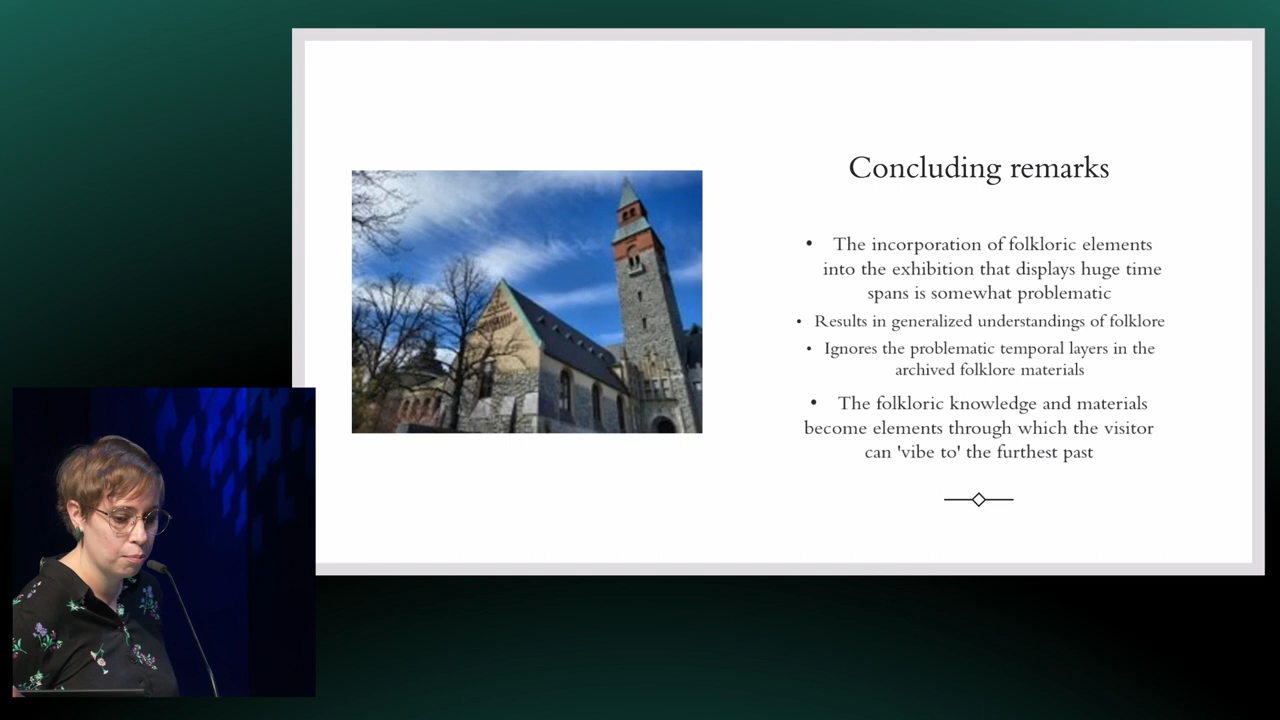 Concluding remarks
• The incorporation of folkloric elements
into the exhibition that displays huge time
spans is somewhat problematic
• Results in generalized understandings of folklore
• Ignores the problematic temporal layers in the
archived folklore materials
• The folkloric knowledge and materials
become elements through which the visitor
can 'vibe to' the furthest past